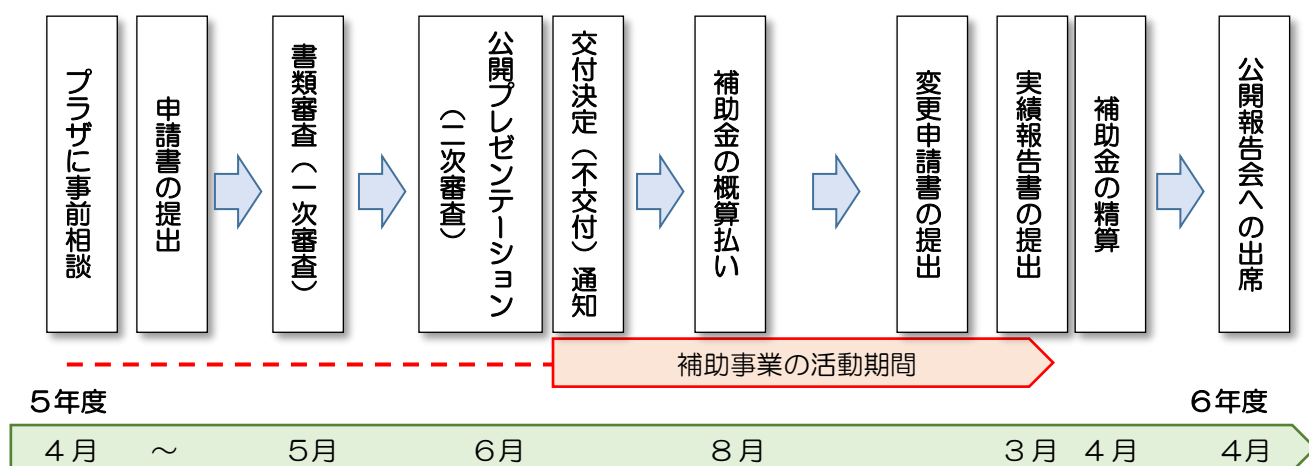 プラザに事前相談
申請書の提出
書類審査（一次審査）
公開プレゼンテーション
（二次審査）
交付決定（不交付）通知
補助金の概算払い
変更申請書の提出
実績報告書の提出
補助金の精算
公開報告会への出席
補助事業の活動期間
５年度
６年度
４月 ～ ５月 ６月 ８月 ３月 ４月 ４月